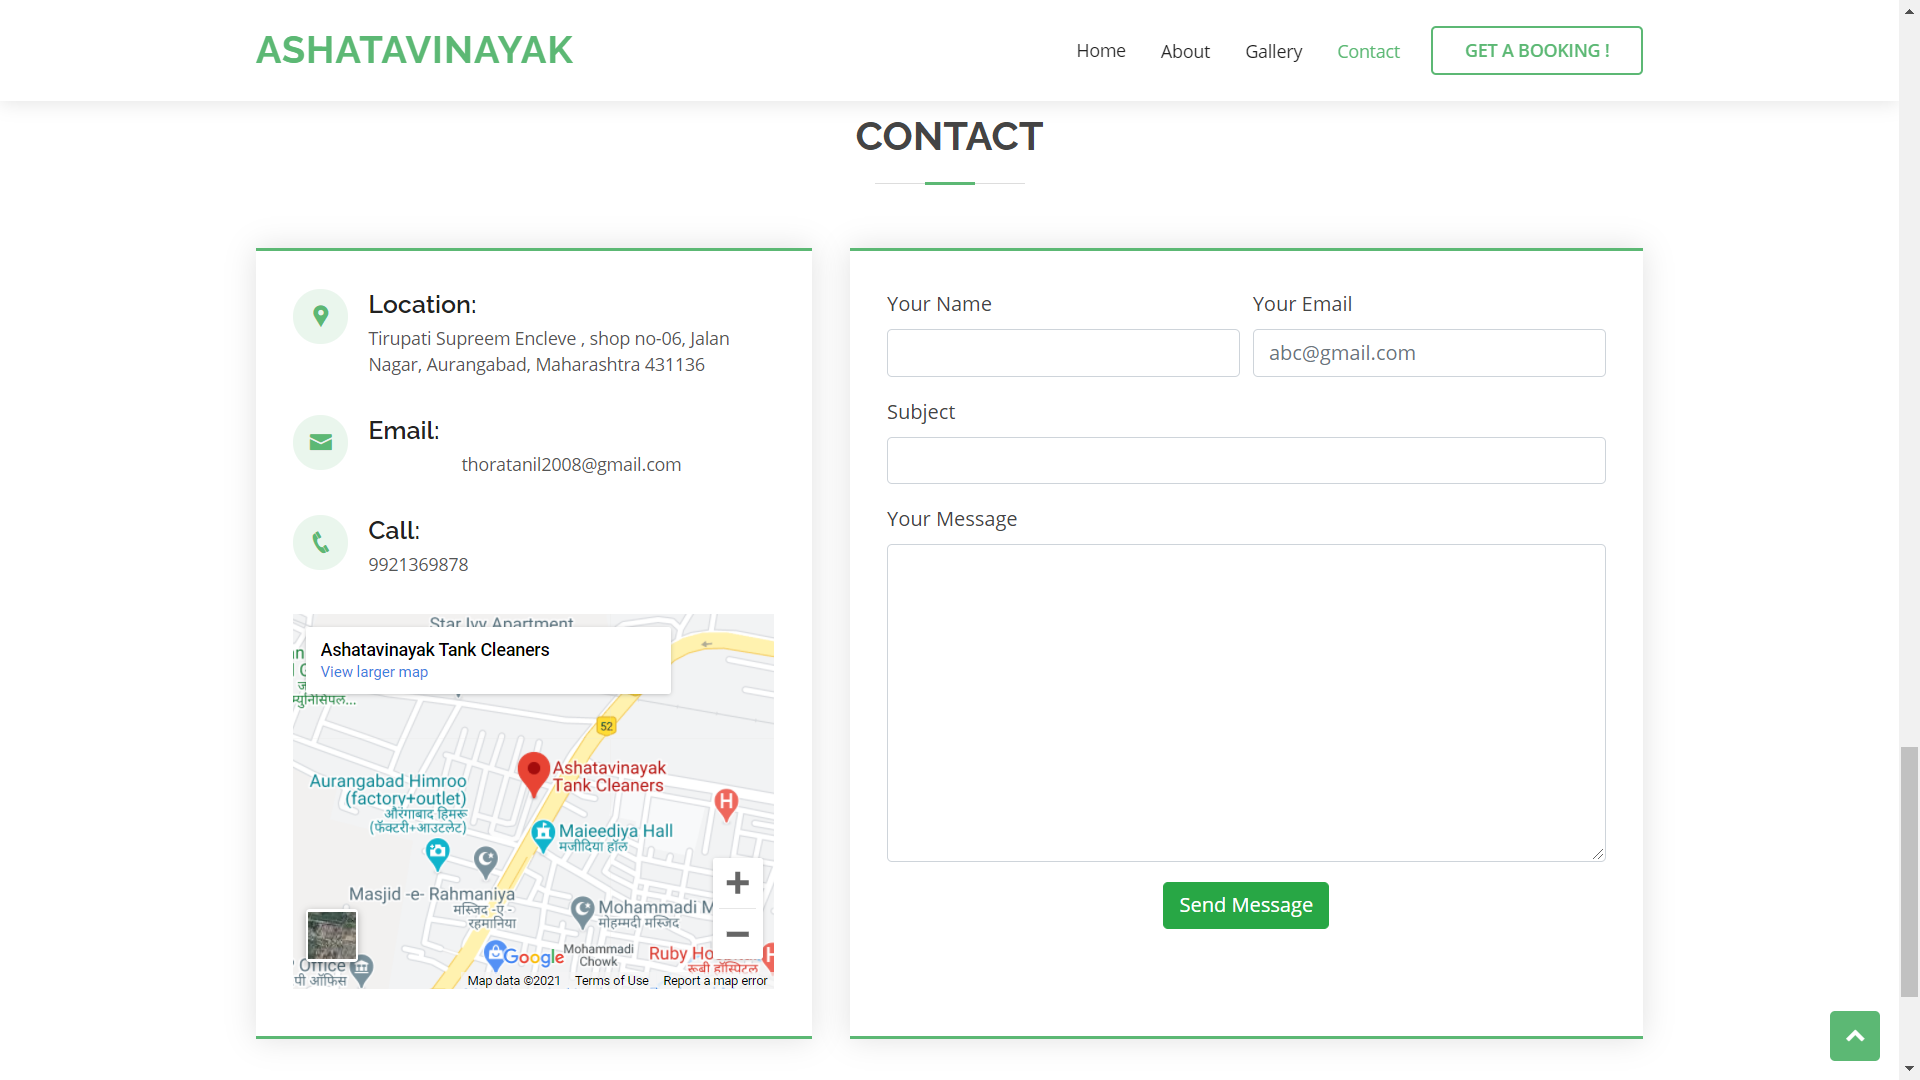 ASHATAVINAYAK
Home
About
Gallery
Contact
GET A BOOKING !
CONTACT
Location:
Tirupati Supreem Encleve , shop no-06, Jalan
Nagar, Aurangabad, Maharashtra 431136
Email:
thoratanil2008@gmail.com
Call:
9921369878
Star Ivy Apartment
Ashatavinayak Tank Cleaners
View larger map
52
Ashatavinayak
Tank Cleaners
Aurangabad Himroo
(factory+outlet)
औरंगाबाद हिमरू
(फॅक्टरी+आउटलेट)
H
Maieediya Hall
मजीदिया हॉल
Masjid -e- Rahmaniya
मस्जिद -ए -
रहमानिया
Mohammadi M
मोहम्मदी मस्जिद
Mohammadi
Chowk
Ruby Ho
रूबी हॉस्पिटल
Office
पी ऑफिस
Google
Map data ©2021
Terms of Use
Report a map error
Your Name
Your Email
abc@gmail.com
Subject
Your Message
Send Message